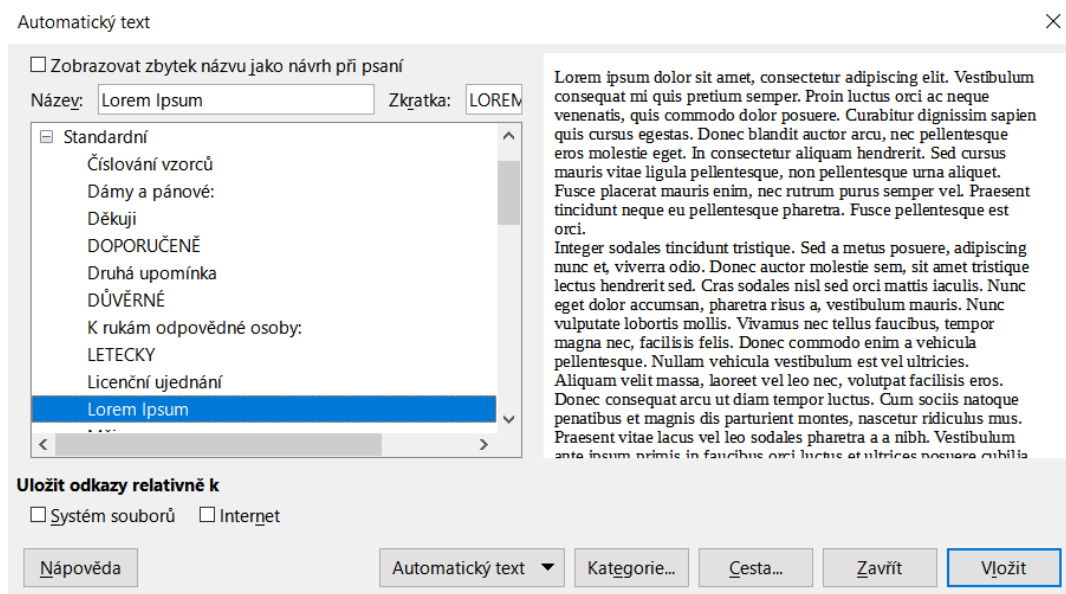 Automatický text
Zobrazovat zbytek názvu jako návrh při psaní
Název: Lorem Ipsum Zkratka: LOREM
Standardní
Číslování vzorců
Dámy a pánové:
Děkuji
DOPORUČENĚ
Druhá upomínka
DŮVĚRNÉ
K rukám odpovědné osoby:
LETECKY
Licenční ujednání
Lorem Ipsum
Lorem ipsum dolor sit amet, consectetur adipiscing elit. Vestibulum
consequat mi quis pretium semper. Proin luctus orci ac neque
venenatis, quis commodo dolor posuere. Curabitur dignissim sapien
quis cursus egestas. Donec blandit auctor arcu, nec pellentesque
eros molestie eget. In consectetur aliquam hendrerit. Sed cursus
mauris vitae ligula pellentesque, non pellentesque urna aliquet.
Fusce placerat mauris enim, nec rutrum purus semper vel. Praesent
tincidunt neque eu pellentesque pharetra. Fusce pellentesque est
orci.
Integer sodales tincidunt tristique. Sed a metus posuere, adipiscing
nunc et, viverra odio. Donec auctor molestie sem, sit amet tristique
lectus hendrerit sed. Cras sodales nisl sed orci mattis iaculis. Nunc
eget dolor accumsan, pharetra risus a, vestibulum mauris. Nunc
vulputate lobortis mollis. Vivamus nec tellus faucibus, tempor
magna nec, facilisis felis. Donec commodo enim a vehicula
pellentesque. Nullam vehicula vestibulum est vel ultricies.
Aliquam velit massa, laoreet vel leo nec, volutpat facilisis eros.
Donec consequat arcu ut diam tempor luctus. Cum sociis natoque
penatibus et magnis dis parturient montes, nascetur ridiculus mus.
Praesent vitae lacus vel leo sodales pharetra a a nibh. Vestibulum
ante ipsum primis in faucibus orci luctus et ultrices posuere cubilia
Uložit odkazy relativně k
Systém souborů Internet
Nápověda Automatický text Kategorie... Cesta... Zavřít Vložit